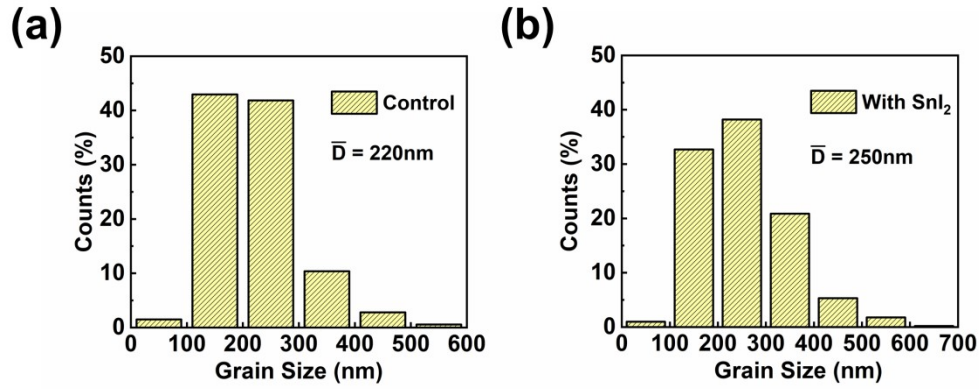 (a)
50
40
30
20
10
0
Counts (%)
Control
D̅ = 220nm
0 100 200 300 400 500 600
Grain Size (nm)
(b)
50
40
30
20
10
0
Counts (%)
With SnI₂
D̅ = 250nm
0 100 200 300 400 500 600 700
Grain Size (nm)